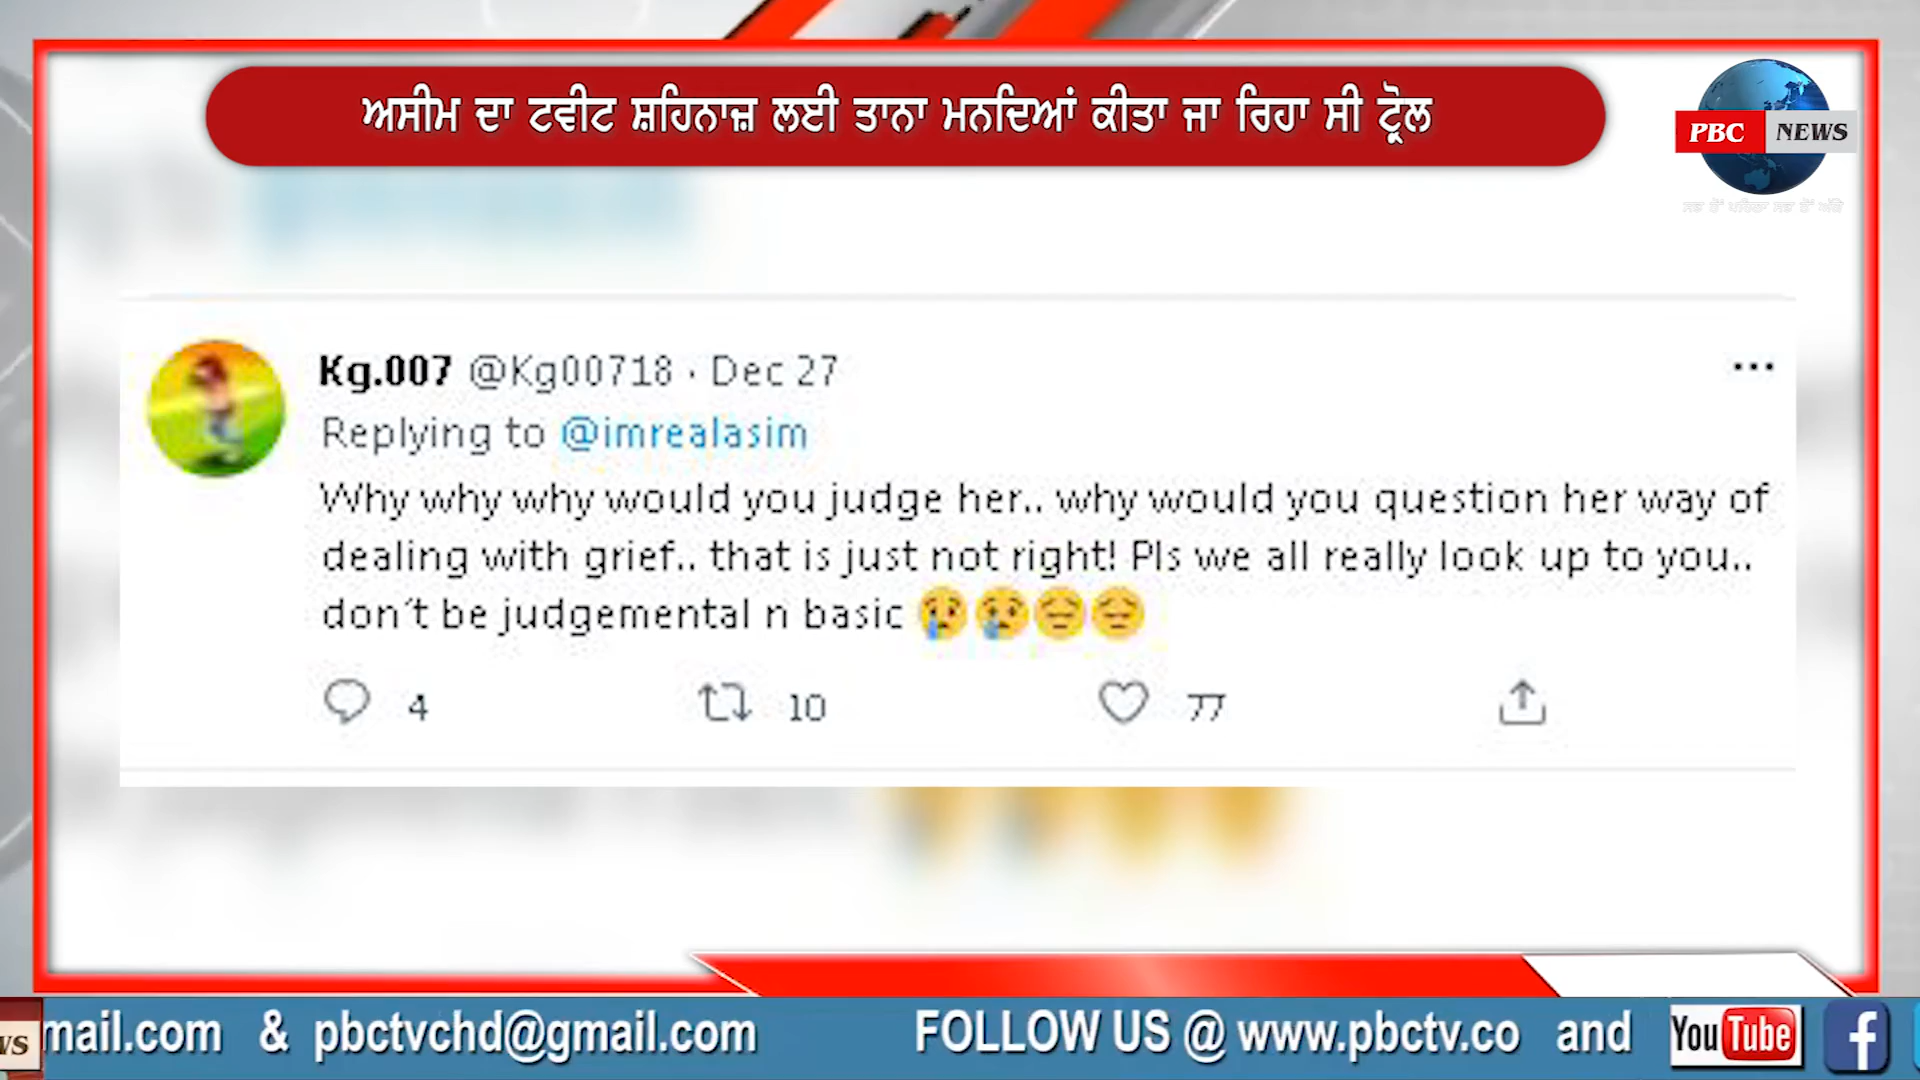 ਅਸੀਮ ਦਾ ਟਵੀਟ ਸ਼ਹਿਨਾਜ਼ ਲਈ ਤਾਨਾ ਮਨਦਿਆਂ ਕੀਤਾ ਜਾ ਰਿਹਾ ਸੀ ਟ੍ਰੋਲ
PBC NEWS
Kg.007 @Kg00718 · Dec 27
Replying to @imrealasim
Why why why would you judge her.. why would you question her way of
dealing with grief.. that is just not right! Pls we all really look up to you..
don´t be judgemental n basic 😢😢😔😔
4 10 77
mail.com & pbctvchd@gmail.com FOLLOW US @ www.pbctv.co and YouTube f